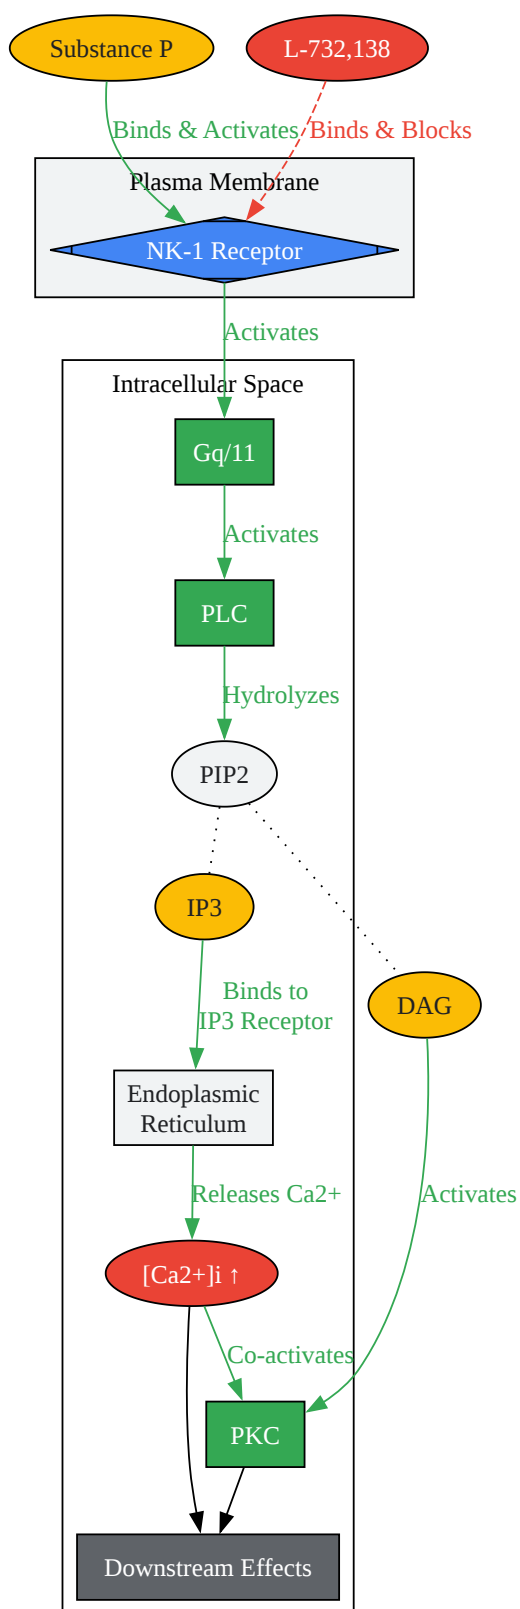 Substance P
L-732,138
Binds & Activates
Binds & Blocks
Plasma Membrane
NK-1 Receptor
Activates
Intracellular Space
Gq/11
Activates
PLC
Hydrolyzes
PIP2
IP3
Binds to
IP3 Receptor
DAG
Endoplasmic
Reticulum
Releases Ca2+
Activates
[Ca2+]i ↑
Co-activates
PKC
Downstream Effects